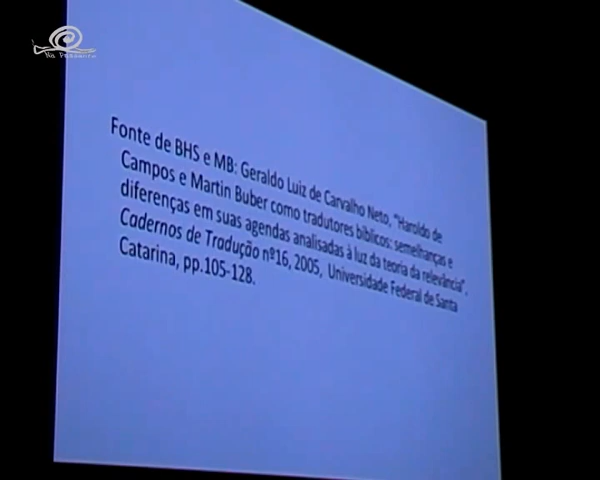 Na Pessoura
Fonte de BHS e MB: Geraldo Luiz de Carvalho Neto, "Haroldo de
Campos e Martin Buber como tradutores bíblicos: semelhanças e
diferenças em suas agendas analisadas à luz da teoria da relevância",
Cadernos de Tradução nº16, 2005, Universidade Federal de Santa
Catarina, pp.105-128.